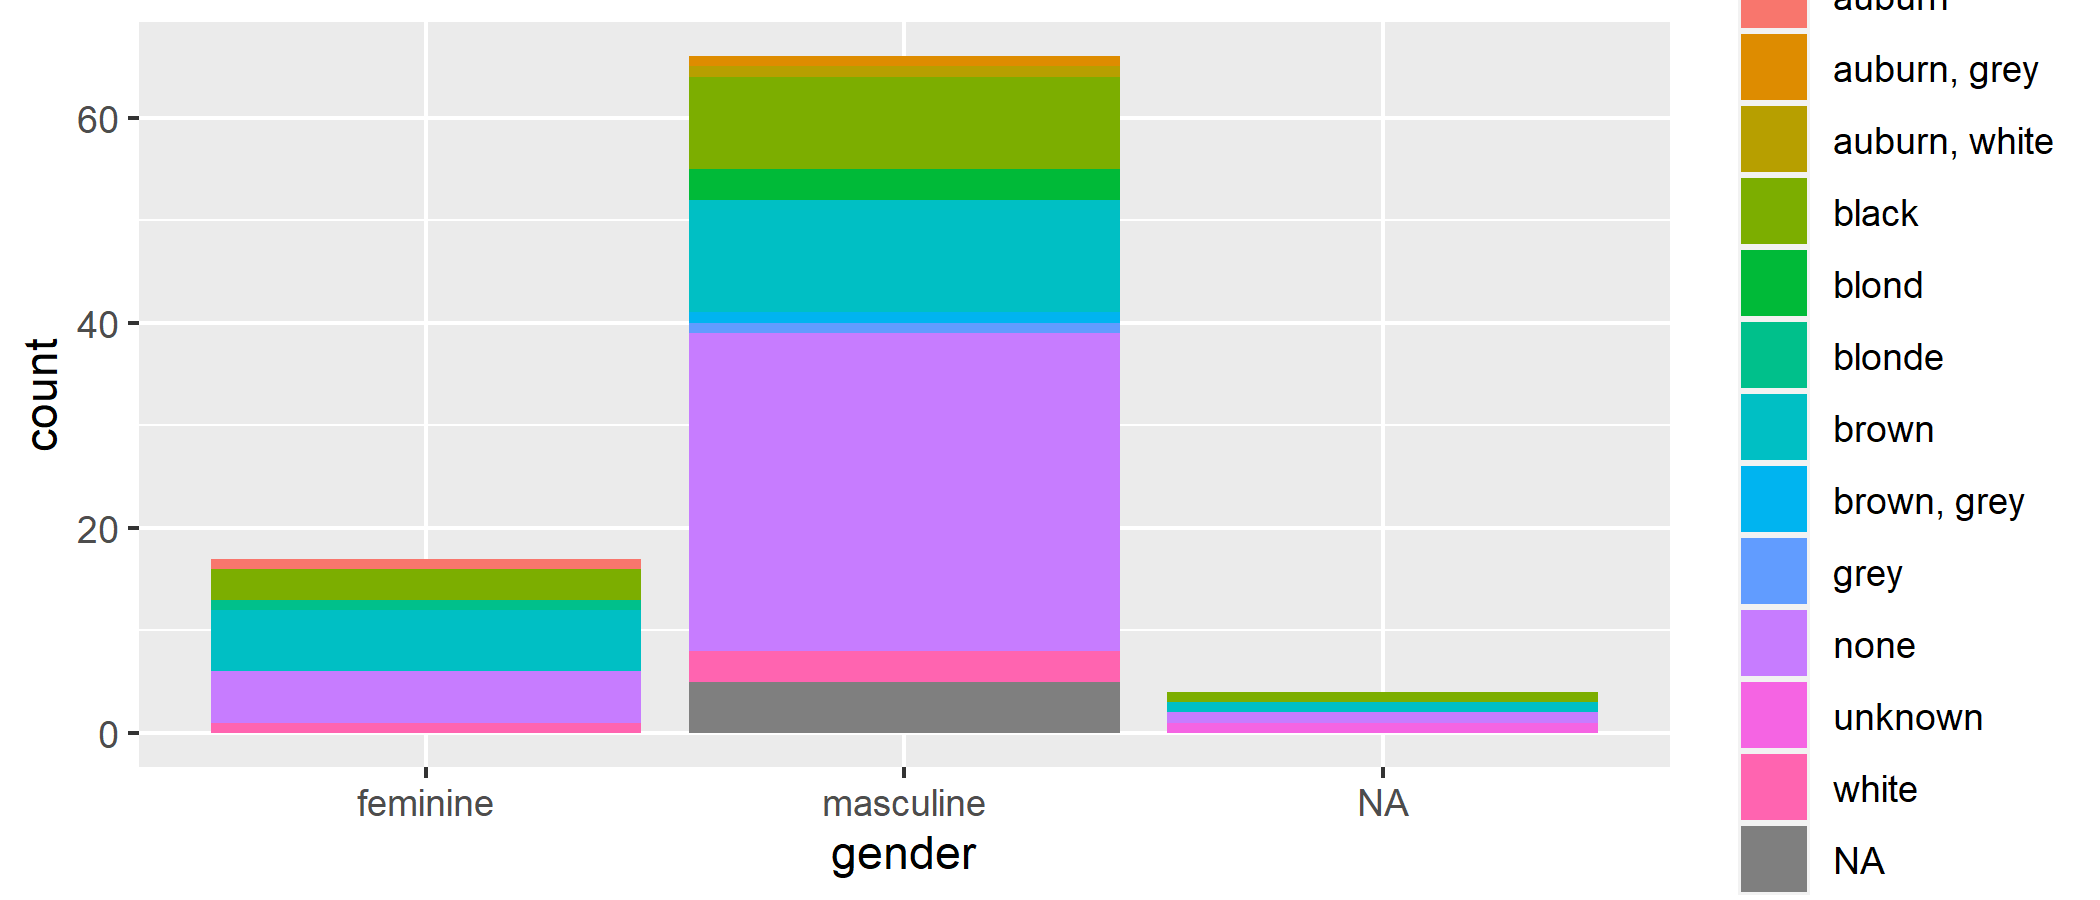 auburn
auburn, grey
auburn, white
black
blond
blonde
brown
brown, grey
grey
none
unknown
white
NA
60
40
20
0
count
feminine
masculine
NA
gender